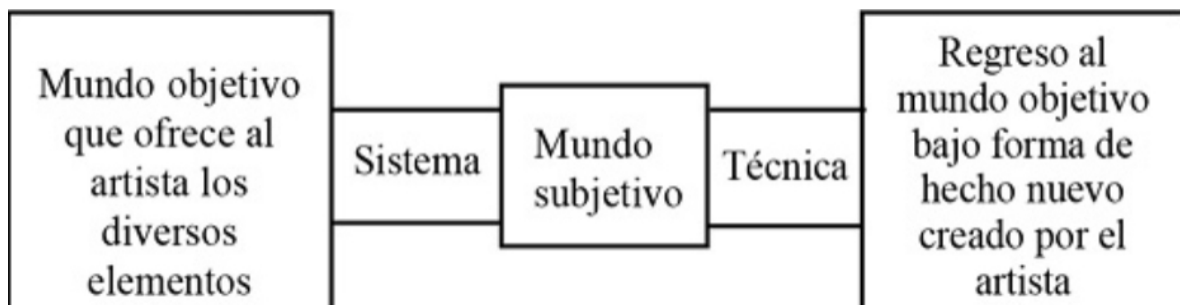 Mundo objetivo
que ofrece al
artista los
diversos
elementos
Sistema
Mundo
subjetivo
Técnica
Regreso al
mundo objetivo
bajo forma de
hecho nuevo
creado por el
artista